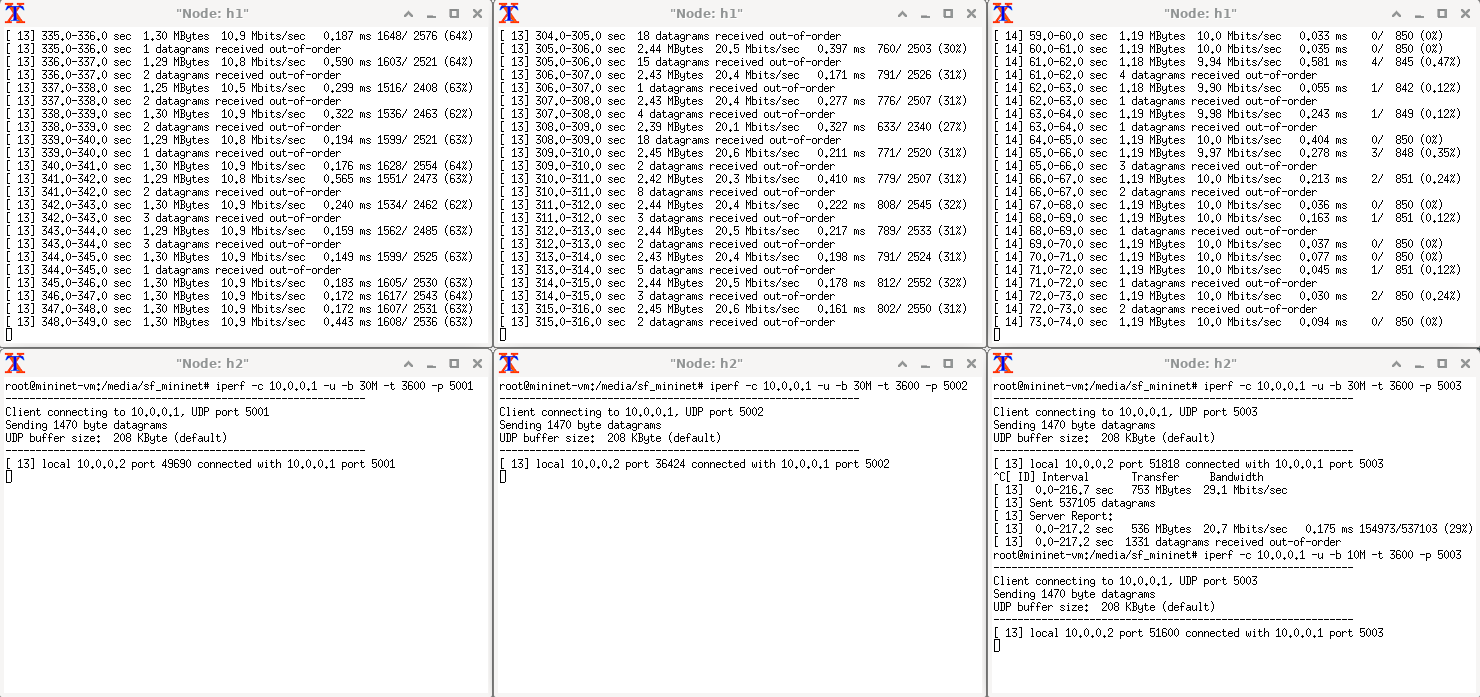 "Node: h1"
[ 13] 335.0-336.0 sec  1.30 MBytes  10.9 Mbits/sec   0.187 ms 1648/ 2576 (64%)
[ 13] 335.0-336.0 sec  1 datagrams received out-of-order
[ 13] 336.0-337.0 sec  1.29 MBytes  10.8 Mbits/sec   0.590 ms 1603/ 2521 (64%)
[ 13] 336.0-337.0 sec  2 datagrams received out-of-order
[ 13] 337.0-338.0 sec  1.25 MBytes  10.5 Mbits/sec   0.299 ms 1516/ 2408 (63%)
[ 13] 337.0-338.0 sec  2 datagrams received out-of-order
[ 13] 338.0-339.0 sec  1.30 MBytes  10.9 Mbits/sec   0.322 ms 1536/ 2463 (62%)
[ 13] 338.0-339.0 sec  2 datagrams received out-of-order
[ 13] 339.0-340.0 sec  1.29 MBytes  10.8 Mbits/sec   0.194 ms 1599/ 2521 (63%)
[ 13] 339.0-340.0 sec  1 datagrams received out-of-order
[ 13] 340.0-341.0 sec  1.30 MBytes  10.9 Mbits/sec   0.176 ms 1628/ 2554 (64%)
[ 13] 341.0-342.0 sec  1.29 MBytes  10.8 Mbits/sec   0.565 ms 1551/ 2473 (63%)
[ 13] 341.0-342.0 sec  2 datagrams received out-of-order
[ 13] 342.0-343.0 sec  1.30 MBytes  10.9 Mbits/sec   0.240 ms 1534/ 2462 (62%)
[ 13] 342.0-343.0 sec  3 datagrams received out-of-order
[ 13] 343.0-344.0 sec  1.29 MBytes  10.9 Mbits/sec   0.159 ms 1562/ 2485 (63%)
[ 13] 343.0-344.0 sec  3 datagrams received out-of-order
[ 13] 344.0-345.0 sec  1.30 MBytes  10.9 Mbits/sec   0.149 ms 1599/ 2525 (63%)
[ 13] 344.0-345.0 sec  1 datagrams received out-of-order
[ 13] 345.0-346.0 sec  1.30 MBytes  10.9 Mbits/sec   0.183 ms 1605/ 2530 (63%)
[ 13] 346.0-347.0 sec  1.30 MBytes  10.9 Mbits/sec   0.172 ms 1617/ 2543 (64%)
[ 13] 347.0-348.0 sec  1.30 MBytes  10.9 Mbits/sec   0.172 ms 1607/ 2531 (63%)
[ 13] 348.0-349.0 sec  1.30 MBytes  10.9 Mbits/sec   0.443 ms 1608/ 2536 (63%)
"Node: h1"
[ 13] 304.0-305.0 sec  18 datagrams received out-of-order
[ 13] 305.0-306.0 sec  2.44 MBytes  20.5 Mbits/sec   0.397 ms  760/ 2503 (30%)
[ 13] 305.0-306.0 sec  15 datagrams received out-of-order
[ 13] 306.0-307.0 sec  2.43 MBytes  20.4 Mbits/sec   0.171 ms  791/ 2526 (31%)
[ 13] 306.0-307.0 sec  1 datagrams received out-of-order
[ 13] 307.0-308.0 sec  2.43 MBytes  20.4 Mbits/sec   0.277 ms  776/ 2507 (31%)
[ 13] 307.0-308.0 sec  4 datagrams received out-of-order
[ 13] 308.0-309.0 sec  2.39 MBytes  20.1 Mbits/sec   0.327 ms  633/ 2340 (27%)
[ 13] 308.0-309.0 sec  18 datagrams received out-of-order
[ 13] 309.0-310.0 sec  2.45 MBytes  20.6 Mbits/sec   0.211 ms  771/ 2520 (31%)
[ 13] 309.0-310.0 sec  2 datagrams received out-of-order
[ 13] 310.0-311.0 sec  2.42 MBytes  20.3 Mbits/sec   0.410 ms  779/ 2507 (31%)
[ 13] 310.0-311.0 sec  8 datagrams received out-of-order
[ 13] 311.0-312.0 sec  2.44 MBytes  20.4 Mbits/sec   0.222 ms  808/ 2545 (32%)
[ 13] 311.0-312.0 sec  3 datagrams received out-of-order
[ 13] 312.0-313.0 sec  2.44 MBytes  20.5 Mbits/sec   0.217 ms  789/ 2533 (31%)
[ 13] 312.0-313.0 sec  2 datagrams received out-of-order
[ 13] 313.0-314.0 sec  2.43 MBytes  20.4 Mbits/sec   0.198 ms  791/ 2524 (31%)
[ 13] 313.0-314.0 sec  5 datagrams received out-of-order
[ 13] 314.0-315.0 sec  2.44 MBytes  20.5 Mbits/sec   0.178 ms  812/ 2552 (32%)
[ 13] 314.0-315.0 sec  3 datagrams received out-of-order
[ 13] 315.0-316.0 sec  2.45 MBytes  20.6 Mbits/sec   0.161 ms  802/ 2550 (31%)
[ 13] 315.0-316.0 sec  2 datagrams received out-of-order
"Node: h1"
[ 14] 59.0-60.0 sec  1.19 MBytes  10.0 Mbits/sec   0.033 ms    0/  850 (0%)
[ 14] 60.0-61.0 sec  1.19 MBytes  10.0 Mbits/sec   0.035 ms    0/  850 (0%)
[ 14] 61.0-62.0 sec  1.18 MBytes  9.94 Mbits/sec   0.581 ms    4/  845 (0.47%)
[ 14] 61.0-62.0 sec  4 datagrams received out-of-order
[ 14] 62.0-63.0 sec  1.18 MBytes  9.90 Mbits/sec   0.055 ms    1/  842 (0.12%)
[ 14] 62.0-63.0 sec  1 datagrams received out-of-order
[ 14] 63.0-64.0 sec  1.19 MBytes  9.98 Mbits/sec   0.243 ms    1/  849 (0.12%)
[ 14] 63.0-64.0 sec  1 datagrams received out-of-order
[ 14] 64.0-65.0 sec  1.19 MBytes  10.0 Mbits/sec   0.404 ms    0/  850 (0%)
[ 14] 65.0-66.0 sec  1.19 MBytes  9.97 Mbits/sec   0.278 ms    3/  848 (0.35%)
[ 14] 65.0-66.0 sec  3 datagrams received out-of-order
[ 14] 66.0-67.0 sec  1.19 MBytes  10.0 Mbits/sec   0.213 ms    2/  851 (0.24%)
[ 14] 66.0-67.0 sec  2 datagrams received out-of-order
[ 14] 67.0-68.0 sec  1.19 MBytes  10.0 Mbits/sec   0.036 ms    0/  850 (0%)
[ 14] 68.0-69.0 sec  1.19 MBytes  10.0 Mbits/sec   0.163 ms    1/  851 (0.12%)
[ 14] 68.0-69.0 sec  1 datagrams received out-of-order
[ 14] 69.0-70.0 sec  1.19 MBytes  10.0 Mbits/sec   0.037 ms    0/  850 (0%)
[ 14] 70.0-71.0 sec  1.19 MBytes  10.0 Mbits/sec   0.077 ms    0/  850 (0%)
[ 14] 71.0-72.0 sec  1.19 MBytes  10.0 Mbits/sec   0.045 ms    1/  851 (0.12%)
[ 14] 71.0-72.0 sec  1 datagrams received out-of-order
[ 14] 72.0-73.0 sec  1.19 MBytes  10.0 Mbits/sec   0.030 ms    2/  850 (0.24%)
[ 14] 72.0-73.0 sec  2 datagrams received out-of-order
[ 14] 73.0-74.0 sec  1.19 MBytes  10.0 Mbits/sec   0.094 ms    0/  850 (0%)
"Node: h2"
root@mininet-vm:/media/sf_mininet# iperf -c 10.0.0.1 -u -b 30M -t 3600 -p 5001
------------------------------------------------------------
Client connecting to 10.0.0.1, UDP port 5001
Sending 1470 byte datagrams
UDP buffer size:  208 KByte (default)
------------------------------------------------------------
[ 13] local 10.0.0.2 port 49690 connected with 10.0.0.1 port 5001
"Node: h2"
root@mininet-vm:/media/sf_mininet# iperf -c 10.0.0.1 -u -b 30M -t 3600 -p 5002
------------------------------------------------------------
Client connecting to 10.0.0.1, UDP port 5002
Sending 1470 byte datagrams
UDP buffer size:  208 KByte (default)
------------------------------------------------------------
[ 13] local 10.0.0.2 port 36424 connected with 10.0.0.1 port 5002
"Node: h2"
root@mininet-vm:/media/sf_mininet# iperf -c 10.0.0.1 -u -b 30M -t 3600 -p 5003
------------------------------------------------------------
Client connecting to 10.0.0.1, UDP port 5003
Sending 1470 byte datagrams
UDP buffer size:  208 KByte (default)
------------------------------------------------------------
[ 13] local 10.0.0.2 port 51818 connected with 10.0.0.1 port 5003
^C[ ID] Interval       Transfer     Bandwidth
[ 13]  0.0-216.7 sec   753 MBytes  29.1 Mbits/sec
[ 13] Sent 537105 datagrams
[ 13] Server Report:
[ 13]  0.0-217.2 sec   536 MBytes  20.7 Mbits/sec   0.175 ms 154973/537103 (29%)
[ 13]  0.0-217.2 sec  1331 datagrams received out-of-order
root@mininet-vm:/media/sf_mininet# iperf -c 10.0.0.1 -u -b 10M -t 3600 -p 5003
------------------------------------------------------------
Client connecting to 10.0.0.1, UDP port 5003
Sending 1470 byte datagrams
UDP buffer size:  208 KByte (default)
------------------------------------------------------------
[ 13] local 10.0.0.2 port 51600 connected with 10.0.0.1 port 5003